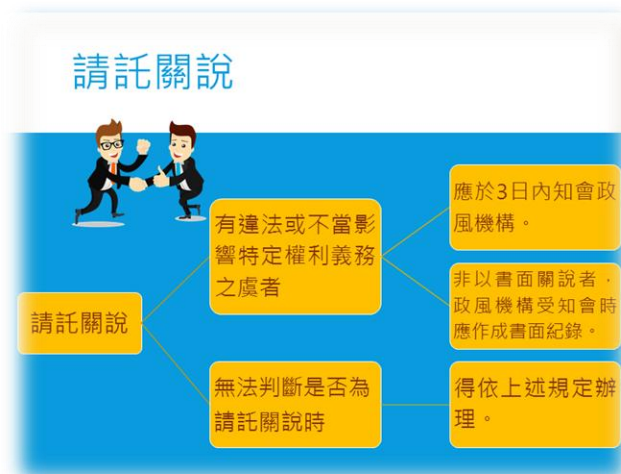 請託關說
請託關說
有違法或不當影
響特定權利義務
之虞者
應於3日內知會政
風機構。
非以書面關說者，
政風機構受知會時
應作成書面紀錄。
無法判斷是否為
請託關說時
得依上述規定辦
理。